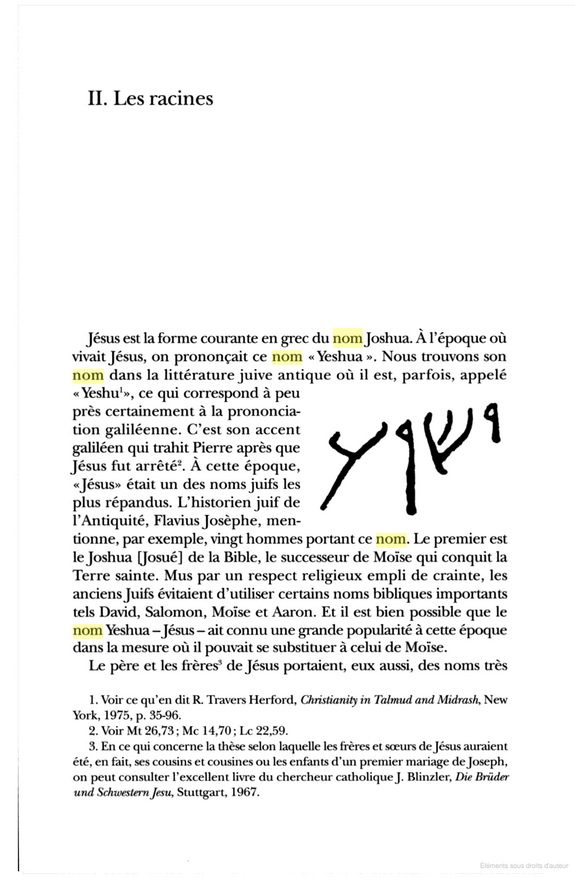 II. Les racines
Jésus est la forme courante en grec du nom Joshua. À l'époque où
vivait Jésus, on prononçait ce nom « Yeshua ». Nous trouvons son
nom dans la littérature juive antique où il est, parfois, appelé
« Yeshu¹ », ce qui correspond à peu
près certainement à la prononcia-
tion galiléenne. C'est son accent
galiléen qui trahit Pierre après que
Jésus fut arrêté². À cette époque,
«Jésus» était un des noms juifs les
plus répandus. L'historien juif de
l'Antiquité, Flavius Josèphe, men-
tionne, par exemple, vingt hommes portant ce nom. Le premier est
le Joshua [Josué] de la Bible, le successeur de Moïse qui conquit la
Terre sainte. Mus par un respect religieux empli de crainte, les
anciens Juifs évitaient d'utiliser certains noms bibliques importants
tels David, Salomon, Moïse et Aaron. Et il est bien possible que le
nom Yeshua – Jésus – ait connu une grande popularité à cette époque
dans la mesure où il pouvait se substituer à celui de Moïse.
Le père et les frères³ de Jésus portaient, eux aussi, des noms très
1. Voir ce qu'en dit R. Travers Herford, Christianity in Talmud and Midrash, New
York, 1975, p. 35-96.
2. Voir Mt 26,73 ; Mc 14,70 ; Lc 22,59.
3. En ce qui concerne la thèse selon laquelle les frères et sœurs de Jésus auraient
été, en fait, ses cousins et cousines ou les enfants d'un premier mariage de Joseph,
on peut consulter l'excellent livre du chercheur catholique J. Blinzler, Die Brüder
und Schwestern Jesu, Stuttgart, 1967.
Éléments sous droits d'auteur